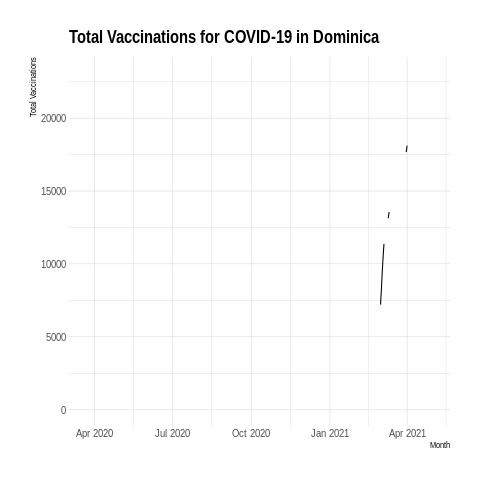 Total Vaccinations for COVID-19 in Dominica
Total Vaccinations
20000
15000
10000
5000
0
Apr 2020 Jul 2020 Oct 2020 Jan 2021 Apr 2021
Month